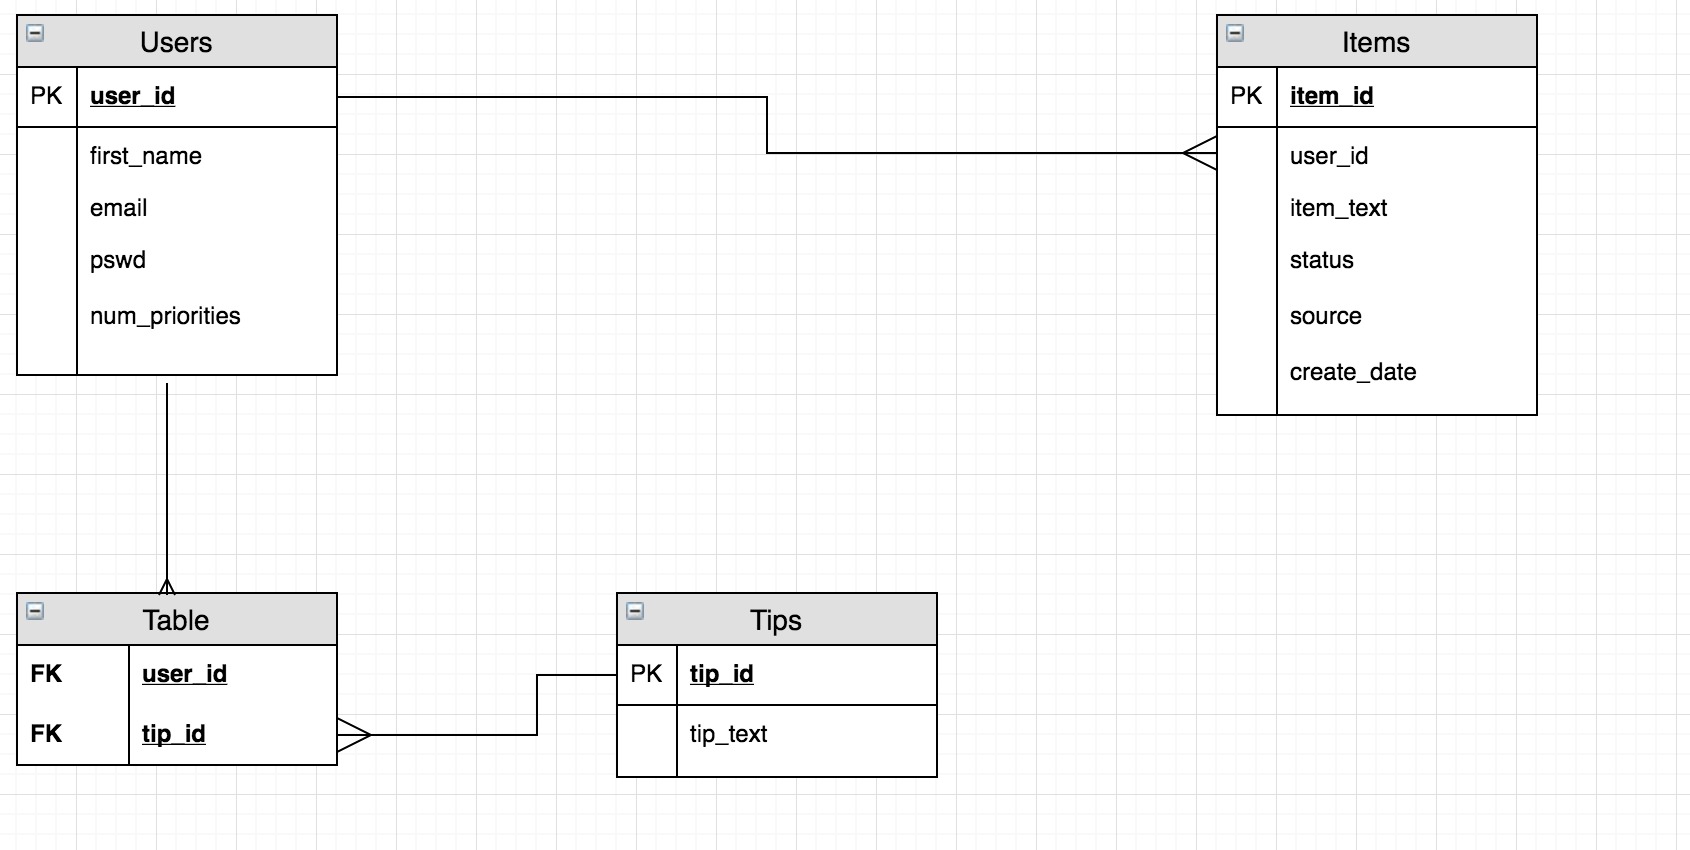 Users
PK user_id
first_name
email
pswd
num_priorities
Items
PK item_id
user_id
item_text
status
source
create_date
Table
FK user_id
FK tip_id
Tips
PK tip_id
tip_text